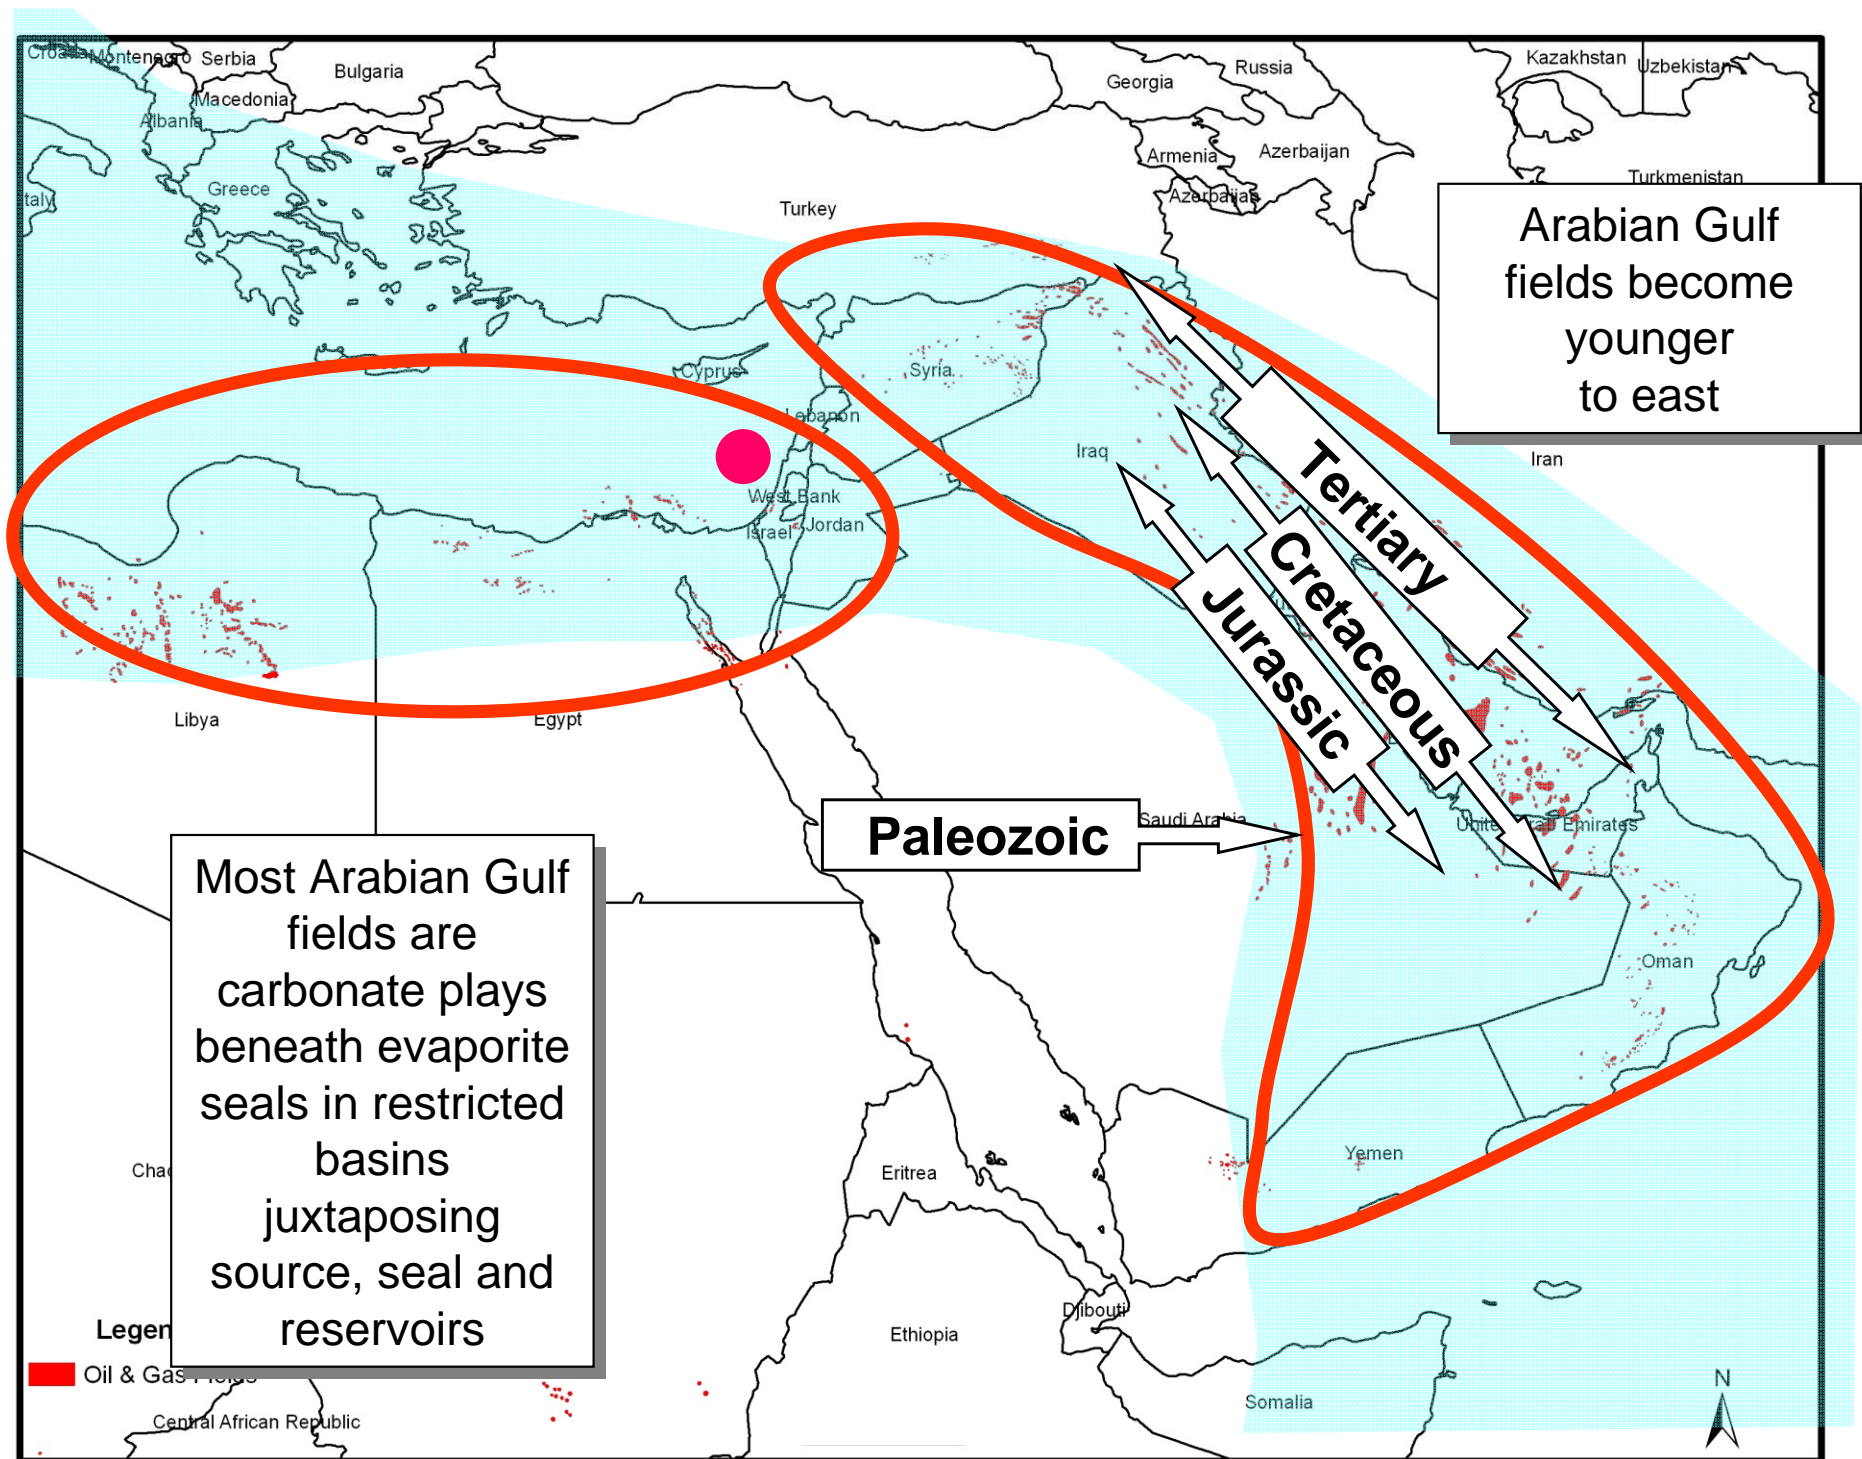 Croatia
Montenegro
Serbia
Bulgaria
Macedonia
Albania
Greece
Turkey
Georgia
Russia
Armenia
Azerbaijan
Azerbaijan
Kazakhstan
Uzbekistan
Turkmenistan
Arabian Gulf
fields become
younger
to east
Cyprus
Lebanon
Syria
Iraq
Iran
West Bank
Israel
Jordan
Tertiary
Cretaceous
Jurassic
Paleozoic
Saudi Arabia
United Arab Emirates
Libya
Egypt
Oman
Yemen
Most Arabian Gulf
fields are
carbonate plays
beneath evaporite
seals in restricted
basins
juxtaposing
source, seal and
reservoirs
Eritrea
Djibouti
Ethiopia
Somalia
Legen
Oil & Gas Fields
Central African Republic
N